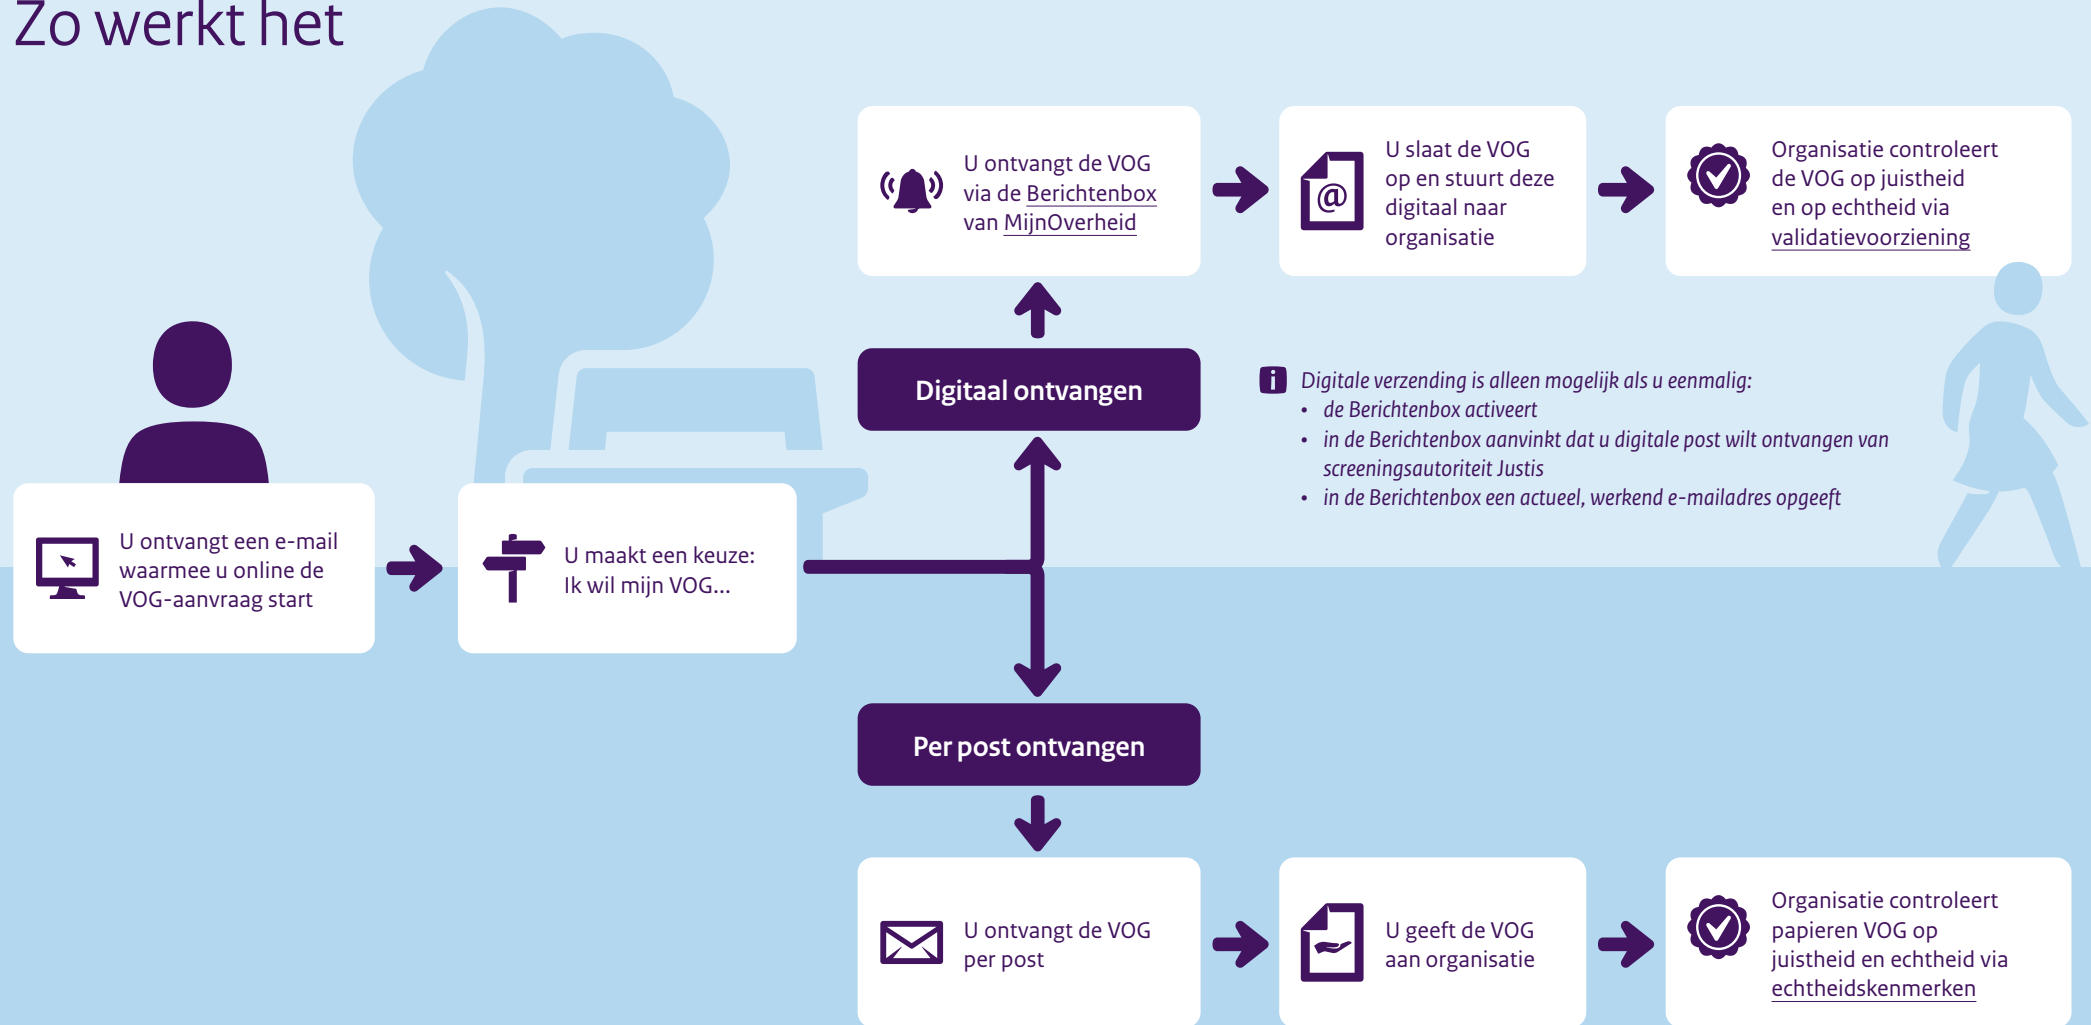 Zo werkt het
U ontvangt een e-mail
waarmee u online de
VOG-aanvraag start
U maakt een keuze:
Ik wil mijn VOG...
Digitaal ontvangen
U ontvangt de VOG
via de Berichtenbox
van MijnOverheid
U slaat de VOG
op en stuurt deze
digitaal naar
organisatie
@
Organisatie controleert
de VOG op juistheid
en op echtheid via
validatievoorziening
i Digitale verzending is alleen mogelijk als u eenmalig:
• de Berichtenbox activeert
• in de Berichtenbox aanvinkt dat u digitale post wilt ontvangen van
screeningsautoriteit Justis
• in de Berichtenbox een actueel, werkend e-mailadres opgeeft
Per post ontvangen
U ontvangt de VOG
per post
U geeft de VOG
aan organisatie
Organisatie controleert
papieren VOG op
juistheid en echtheid via
echtheidskenmerken